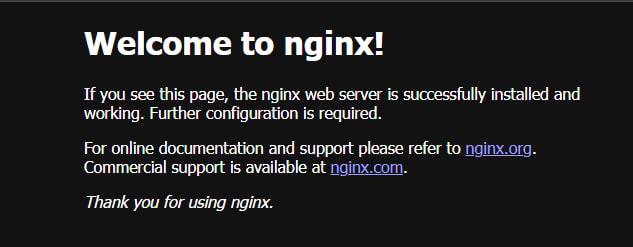 Welcome to nginx!
If you see this page, the nginx web server is successfully installed and
working. Further configuration is required.
For online documentation and support please refer to nginx.org.
Commercial support is available at nginx.com.
Thank you for using nginx.